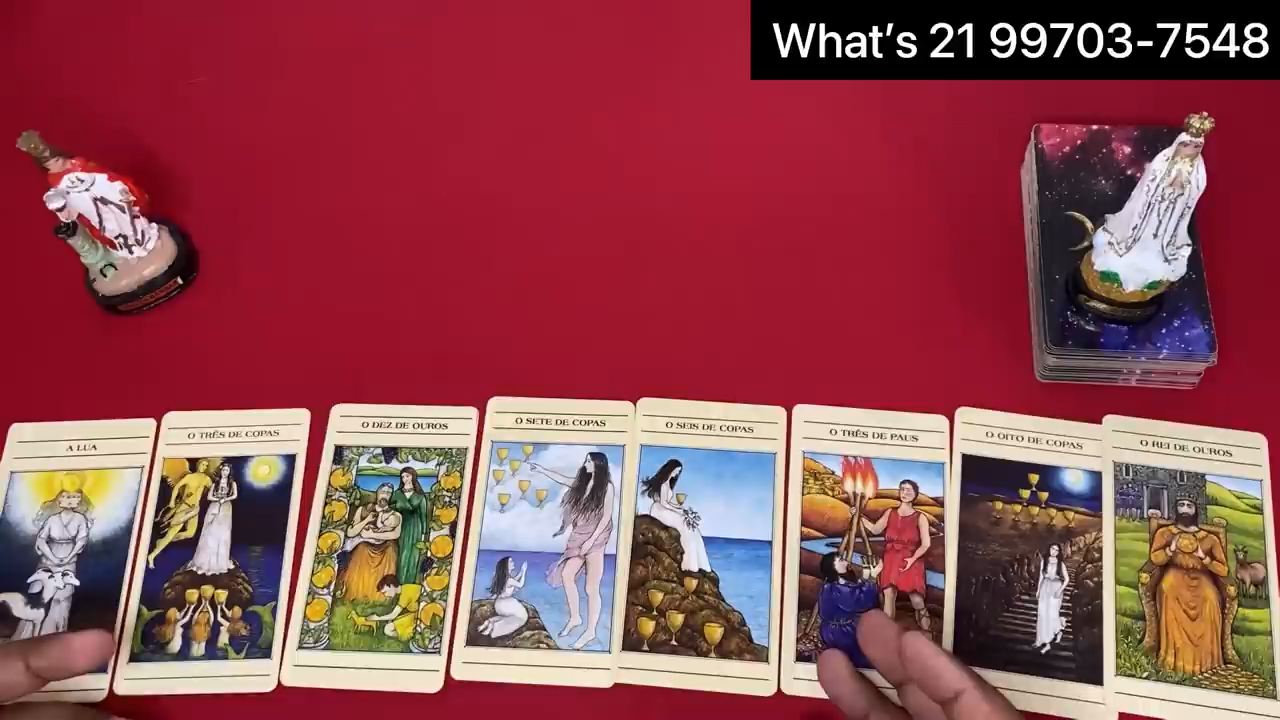 What’s 21 99703-7548
A LUA
O TRÊS DE COPAS
O DEZ DE OUROS
O SETE DE COPAS
O SEIS DE COPAS
O TRÊS DE PAUS
O OITO DE COPAS
O REI DE OUROS